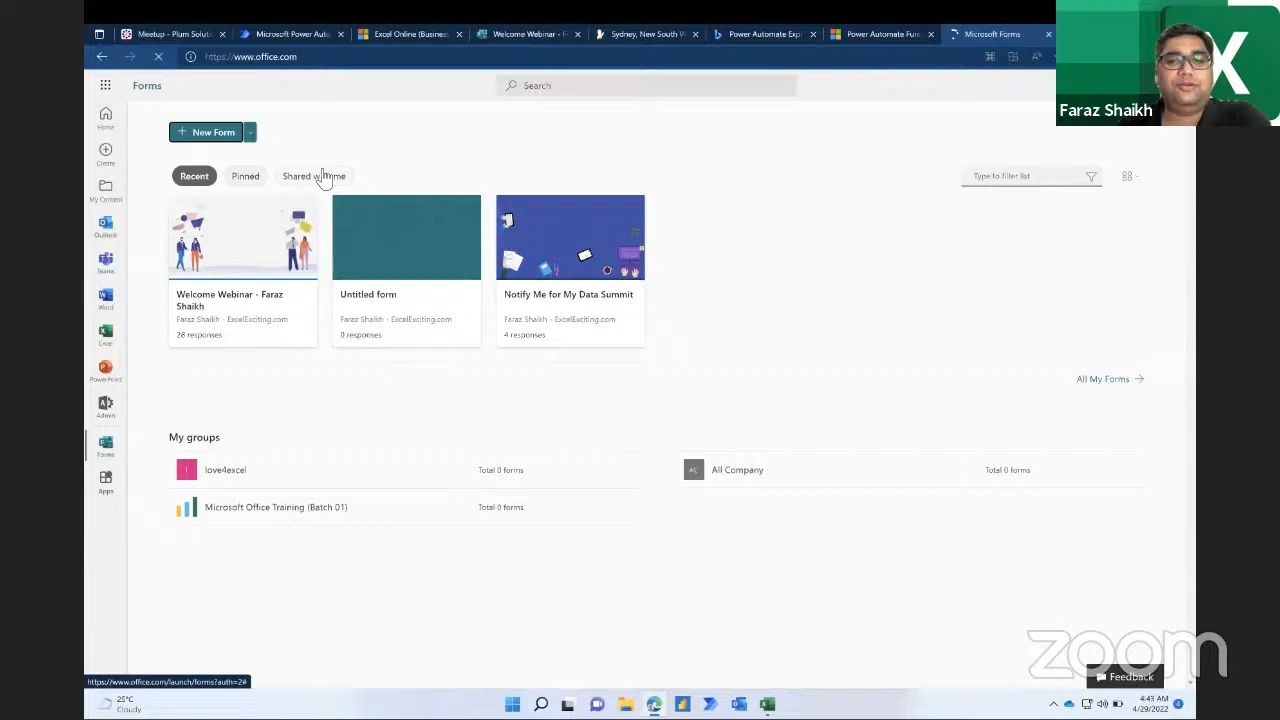 Meetup - Plum Soluti
Microsoft Power Auto
Excel Online (Business
Welcome Webinar - F
Sydney, New South W
Power Automate Expr
Power Automate Fun
Microsoft Forms
https://www.office.com
Forms
Search
Faraz Shaikh
New Form
Home
Create
My Content
Outlook
Teams
Word
Excel
PowerPoint
Admin
Forms
Apps
Recent
Pinned
Type to filter list
Welcome Webinar - Faraz
Shaikh
Faraz Shaikh - ExcelExciting.com
28 responses
Untitled form
Faraz Shaikh - ExcelExciting.com
0 responses
Notify Me for My Data Summit
Faraz Shaikh - ExcelExciting.com
4 responses
All My Forms
My groups
love4excel
Total 0 forms
AC
All Company
Total 0 forms
Microsoft Office Training (Batch 01)
Total 0 forms
zoom
Feedback
https://www.office.com/launch/forms?auth=2#
25°C
Cloudy
4:43 AM
4/29/2022
4